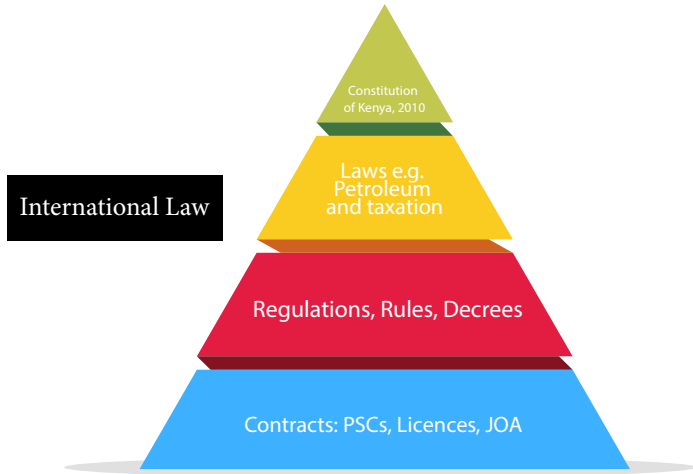 Constitution
of Kenya, 2010
Laws e.g.
Petroleum
and taxation
International Law
Regulations, Rules, Decrees
Contracts: PSCs, Licences, JOA